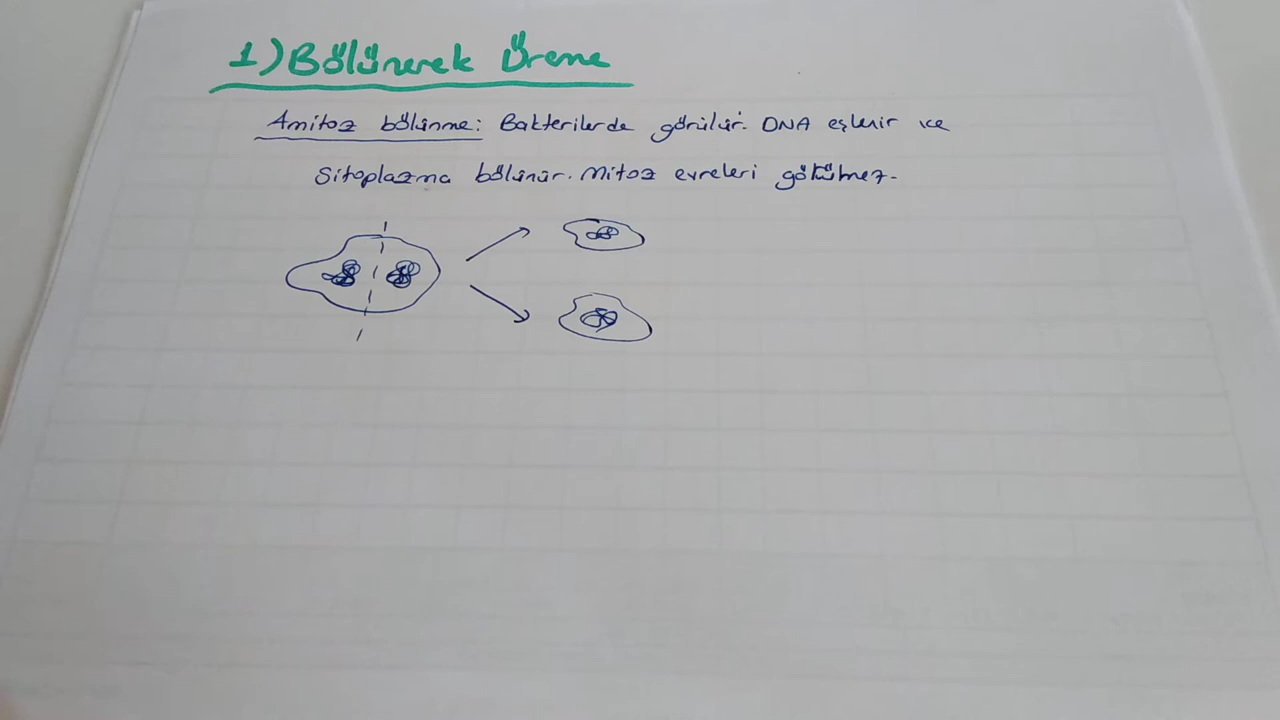 1) Bölünerek Üreme
Amitoz bölünme: Bakterilerde görülür. DNA eşlenir ve
Sitoplazma bölünür. Mitoz evreleri görülmez.